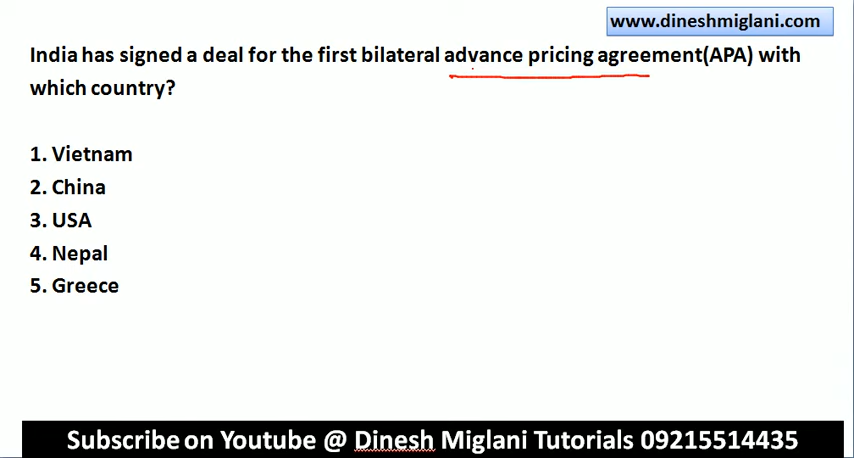 www.dineshmiglani.com
India has signed a deal for the first bilateral advance pricing agreement(APA) with
which country?
1. Vietnam
2. China
3. USA
4. Nepal
5. Greece
Subscribe on Youtube @ Dinesh Miglani Tutorials 09215514435